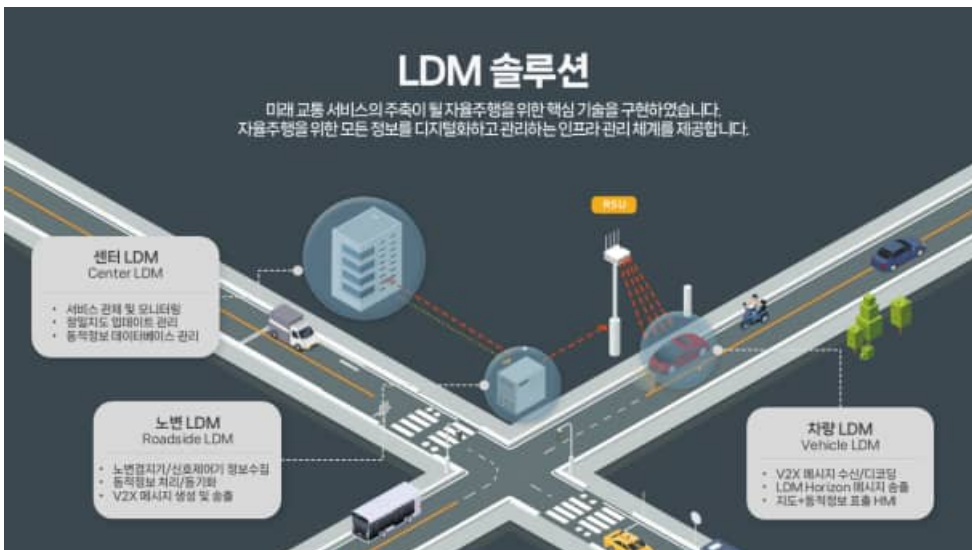 LDM 솔루션
미래 교통 서비스의 주축이 될 자율주행을 위한 핵심 기술을 구현하였습니다.
자율주행을 위한 모든 정보를 디지털화하고 관리하는 인프라 관리 체계를 제공합니다.
RSU
센터 LDM
Center LDM
• 서비스 관제 및 모니터링
• 정밀지도 업데이트 관리
• 동적정보 데이터베이스 관리
노변 LDM
Roadside LDM
• 노변검지기/신호제어기 정보수집
• 동적정보 처리/동기화
• V2X 메시지 생성 및 송출
차량 LDM
Vehicle LDM
• V2X 메시지 수신/디코딩
• LDM Horizon 메시지 송출
• 지도+동적정보 표출 HMI